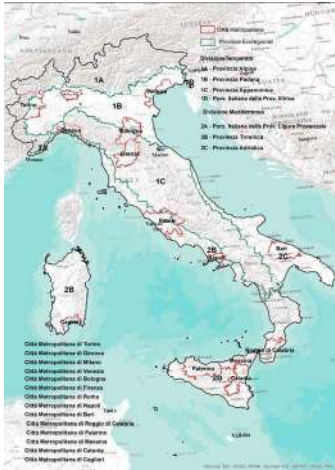 Città Metropolitane
Province Ecoregionali
Divisione Temperata
1A - Provincia Alpina
1B - Provincia Padana
1C - Provincia Appenninica
1D - Porz. Italiana della Prov. Illirica
Divisione Mediterranea
2A - Porz. Italiana della Prov. Ligure Provenzale
2B - Provincia Tirrenica
2C - Provincia Adriatica
1A
Torino
1B
Venezia
Genova
Bologna
2A
Firenze
1C
Roma
2B
Bari
2C
2B
Cagliari
Reggio di Calabria
Messina
Palermo
2B
Catania
Città Metropolitana di Torino
Città Metropolitana di Genova
Città Metropolitana di Milano
Città Metropolitana di Venezia
Città Metropolitana di Bologna
Città Metropolitana di Firenze
Città Metropolitana di Roma
Città Metropolitana di Napoli
Città Metropolitana di Bari
Città Metropolitana di Reggio di Calabria
Città Metropolitana di Palermo
Città Metropolitana di Messina
Città Metropolitana di Catania
Città Metropolitana di Cagliari